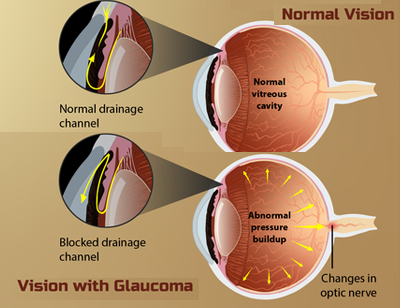 Normal Vision
Normal drainage
channel
Normal
vitreous
cavity
Blocked drainage
channel
Abnormal
pressure
buildup
Vision with Glaucoma
Changes in
optic nerve